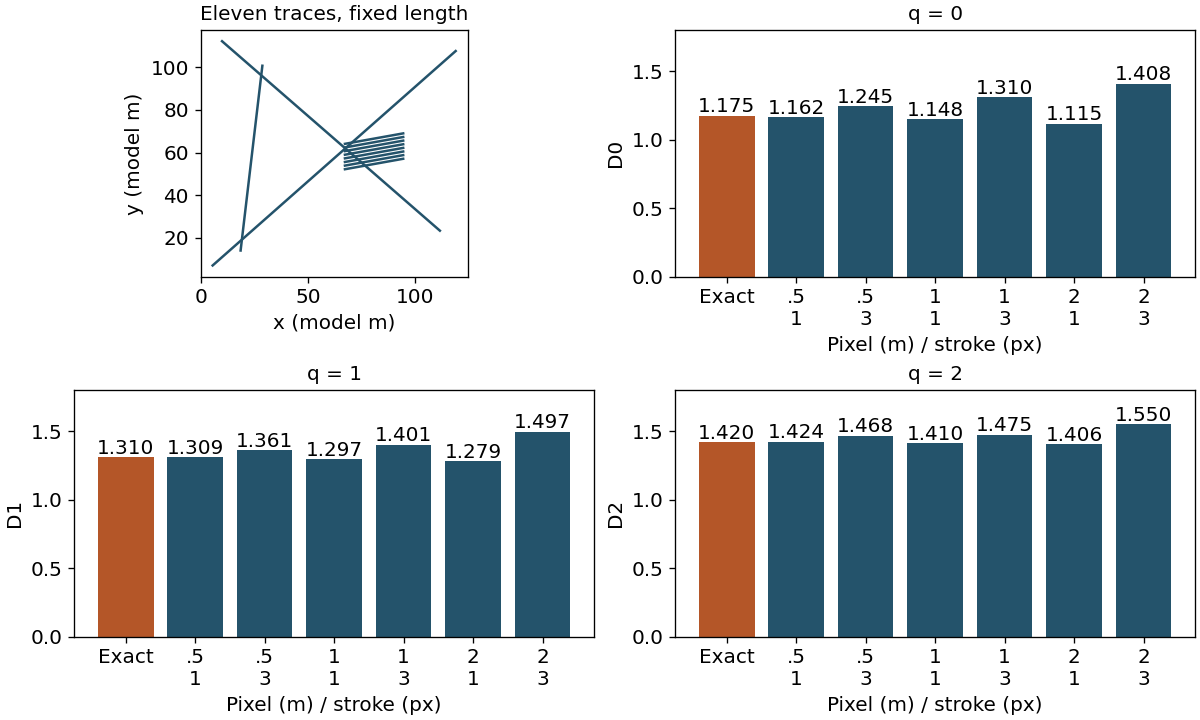 Eleven traces, fixed length
y (model m)
100
80
60
40
20
0 50 100
x (model m)
q = 0
D0
1.5
1.0
0.5
0.0
1.175 1.162 1.245 1.148 1.310 1.115 1.408
Exact .5 .5 1 1 2 2
1 3 1 3 1 3
Pixel (m) / stroke (px)
q = 1
D1
1.5
1.0
0.5
0.0
1.310 1.309 1.361 1.297 1.401 1.279 1.497
Exact .5 .5 1 1 2 2
1 3 1 3 1 3
Pixel (m) / stroke (px)
q = 2
D2
1.5
1.0
0.5
0.0
1.420 1.424 1.468 1.410 1.475 1.406 1.550
Exact .5 .5 1 1 2 2
1 3 1 3 1 3
Pixel (m) / stroke (px)